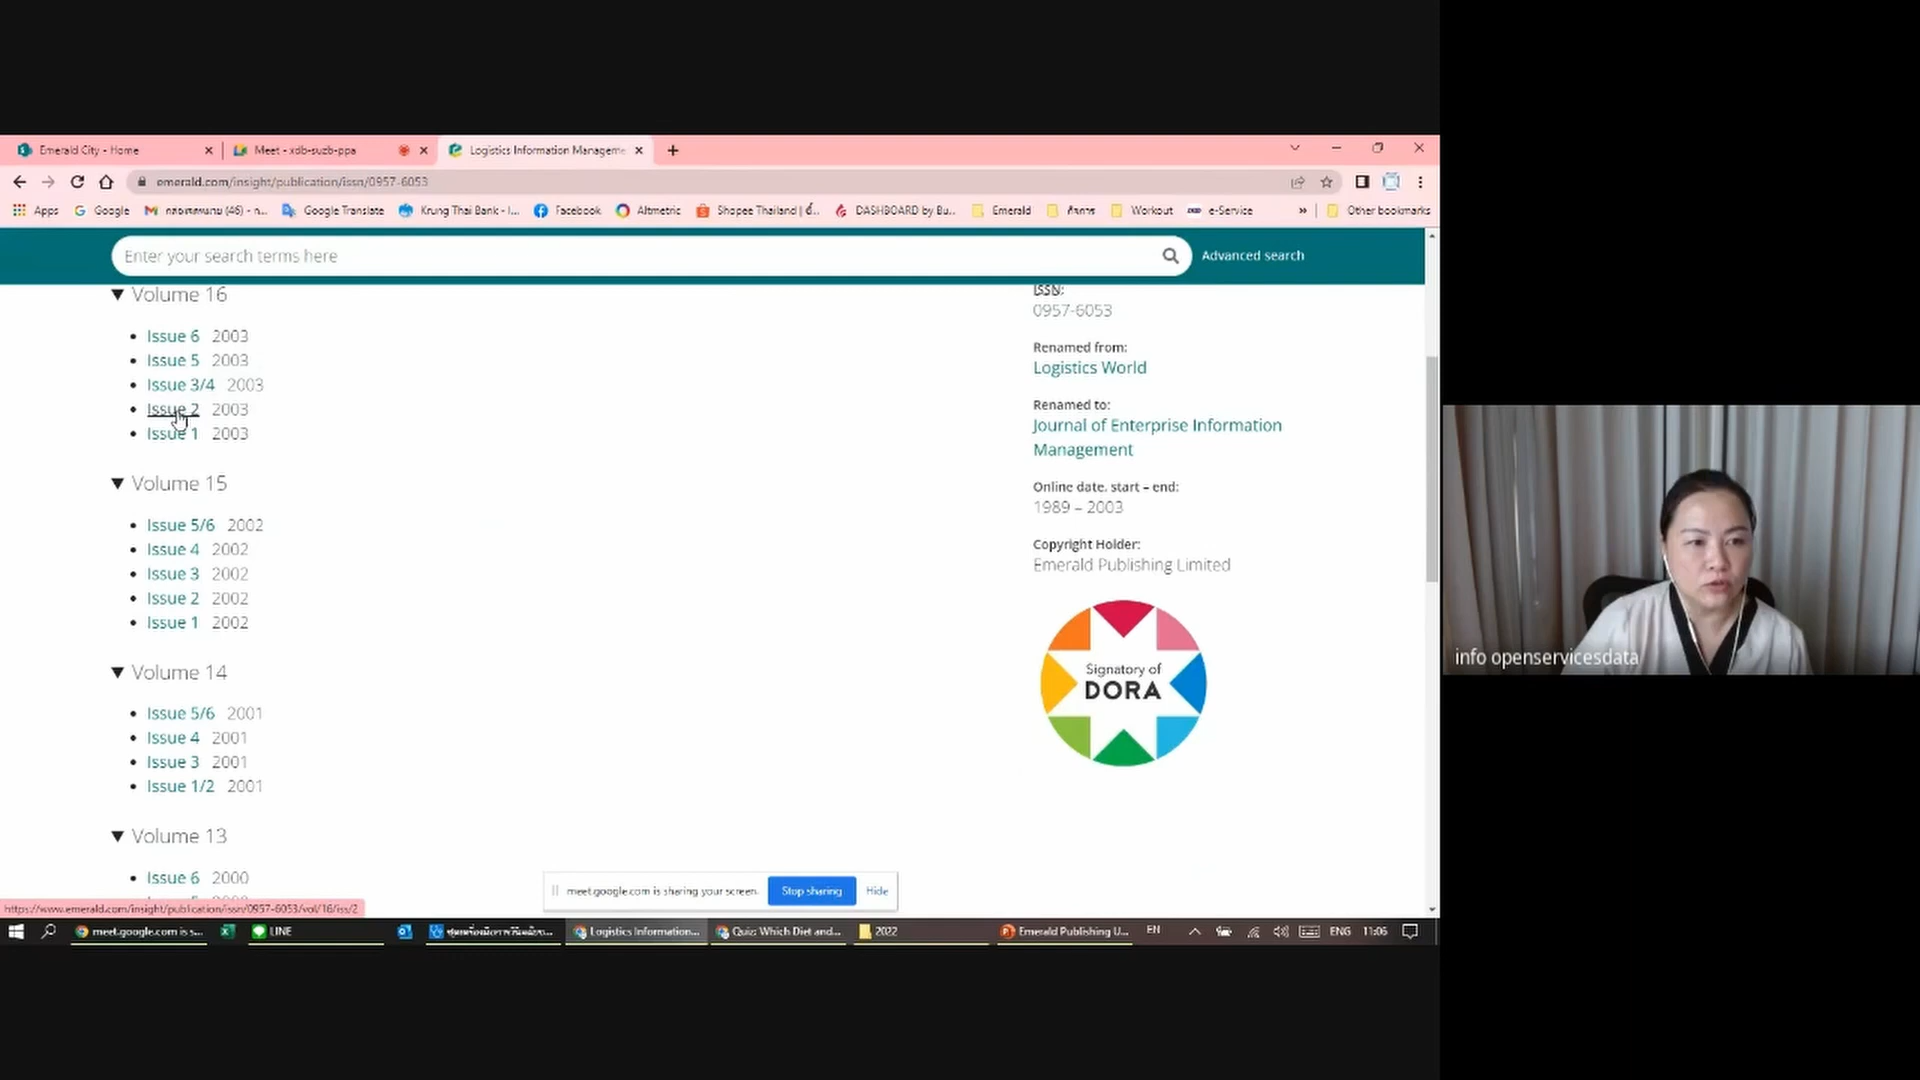 Emerald City - Home
Meet - xdb-suzb-ppa
Logistics Information Manageme
emerald.com/insight/publication/issn/0957-6053
Apps
Google
Google Translate
Krung Thai Bank - I...
Facebook
Altmetric
Shopee Thailand |
DASHBOARD by Bu...
Emerald
Workout
e-Service
»
Other bookmarks
Enter your search terms here
Advanced search
Volume 16
Issue 6 2003
Issue 5 2003
Issue 3/4 2003
Issue 2 2003
Issue 1 2003
Volume 15
Issue 5/6 2002
Issue 4 2002
Issue 3 2002
Issue 2 2002
Issue 1 2002
Volume 14
Issue 5/6 2001
Issue 4 2001
Issue 3 2001
Issue 1/2 2001
Volume 13
Issue 6 2000
ISSN:
0957-6053
Renamed from:
Logistics World
Renamed to:
Journal of Enterprise Information
Management
Online date, start – end:
1989 – 2003
Copyright Holder:
Emerald Publishing Limited
Signatory of
DORA
meet.google.com is sharing your screen.
Stop sharing
Hide
https://www.emerald.com/insight/publication/issn/0957-6053/vol/16/iss/2
meet.google.com is s...
LINE
Logistics Information...
Quiz: Which Diet and...
2022
Emerald Publishing U...
EN
ENG
11:06
info openservicesdata